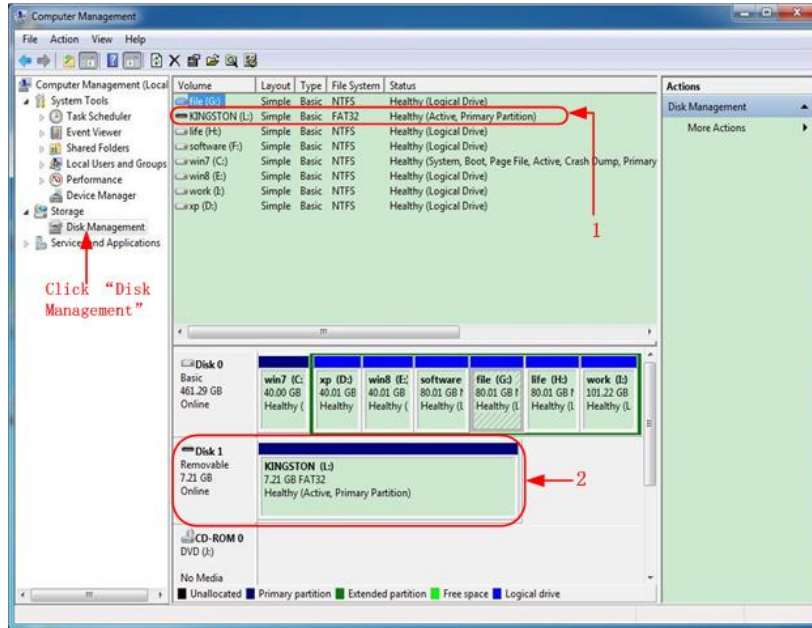 Computer Management
File Action View Help
Computer Management (Local
System Tools
Task Scheduler
Event Viewer
Shared Folders
Local Users and Groups
Performance
Device Manager
Storage
Disk Management
Services and Applications
Click “Disk
Management”
Volume Layout Type File System Status
file (G:) Simple Basic NTFS Healthy (Logical Drive)
KINGSTON (L:) Simple Basic FAT32 Healthy (Active, Primary Partition)
life (H:) Simple Basic NTFS Healthy (Logical Drive)
software (F:) Simple Basic NTFS Healthy (Logical Drive)
win7 (C:) Simple Basic NTFS Healthy (System, Boot, Page File, Active, Crash Dump, Primary
win8 (E:) Simple Basic NTFS Healthy (Logical Drive)
work (I:) Simple Basic NTFS Healthy (Logical Drive)
xp (D:) Simple Basic NTFS Healthy (Logical Drive)
1
Disk 0
Basic
461.29 GB
Online
win7 (C: xp (D:) win8 (E: software file (G:) life (H:) work (I:)
40.00 GB 40.01 GB 40.01 GB 80.01 GB 80.01 GB 80.01 GB 101.22 GB
Healthy ( Healthy Healthy ( Healthy (L Healthy (L Healthy (L Healthy (L
Disk 1
Removable
7.21 GB
Online
KINGSTON (L:)
7.21 GB FAT32
Healthy (Active, Primary Partition)
2
CD-ROM 0
DVD (J:)
No Media
Unallocated Primary partition Extended partition Free space Logical drive
Actions
Disk Management
More Actions